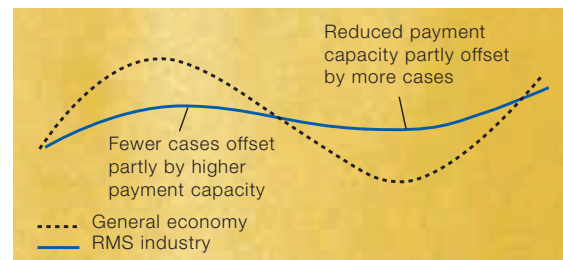 Reduced payment
capacity partly offset
by more cases
Fewer cases offset
partly by higher
payment capacity
General economy
RMS industry